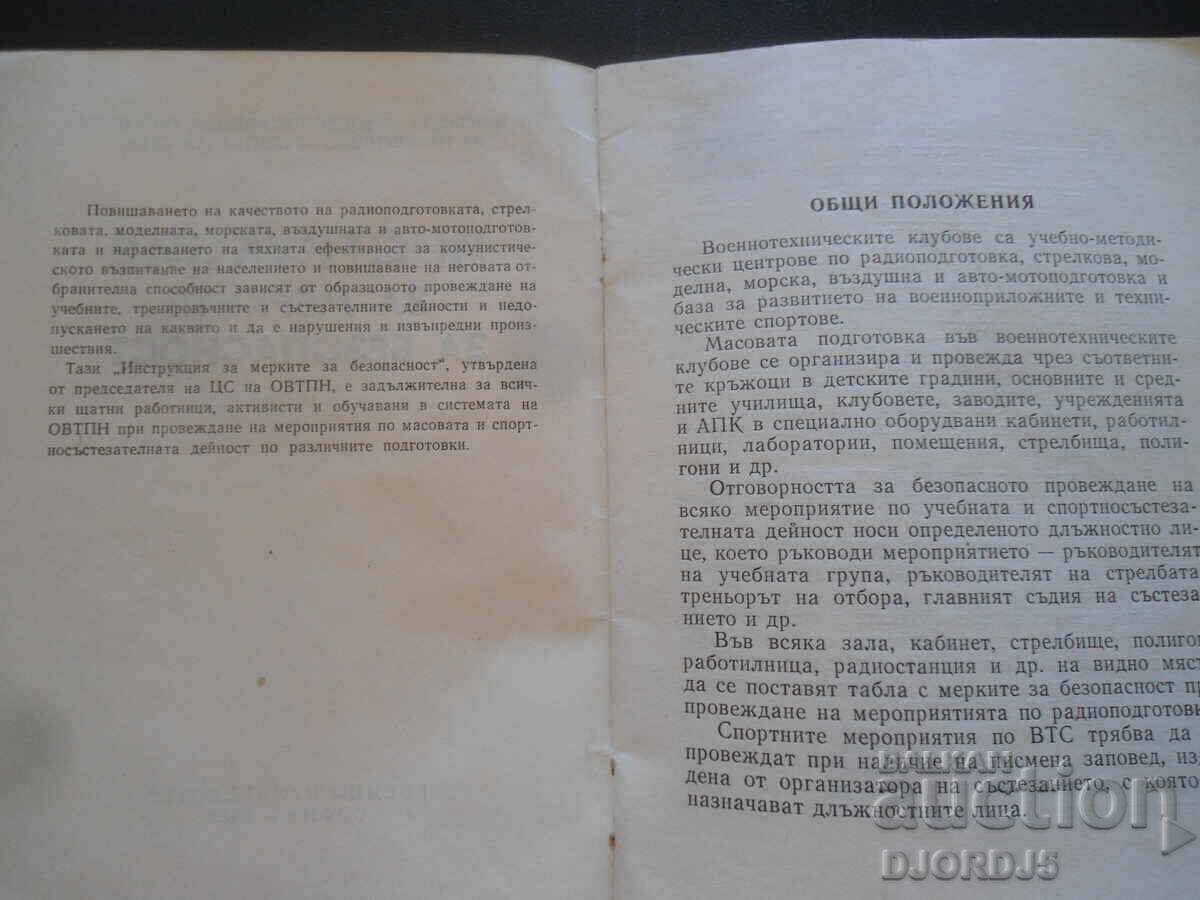 Повишаването на качеството на радиоподготовката, стрел-
ковата, моделната, морската, въздушната и авто-мотоподготов-
ката и нарастването на тяхната ефективност за комунистиче-
ското възпитание на населението и повишаване на неговата от-
бранителна способност зависят от образцовото провеждане на
учебните, тренировъчните и състезателните дейности и недо-
пускането на каквито и да е нарушения и извънредни произ-
шествия.
Тази „Инструкция за мерките за безопасност“, утвърдена
от председателя на ЦС на ОВТПН, е задължителна за всич-
ки щатни работници, активисти и обучавани в системата на
ОВТПН при провеждане на мероприятия по масовата и спорт-
носъстезателната дейност по различните подготовки.
ОБЩИ ПОЛОЖЕНИЯ
Военнотехническите клубове са учебно-методи-
чески центрове по радиоподготовка, стрелкова, мо-
делна, морска, въздушна и авто-мотоподготовка и
база за развитието на военноприложните и техни-
ческите спортове.
Масовата подготовка във военнотехническите
клубове се организира и провежда чрез съответни-
те кръжоци в детските градини, основните и сред-
ните училища, клубовете, заводите, учрежденията
и АПК в специално оборудвани кабинети, работил-
ници, лаборатории, помещения, стрелбища, поли-
гони и др.
Отговорността за безопасното провеждане на
всяко мероприятие по учебната и спортносъстеза-
телната дейност носи определеното длъжностно ли-
це, което ръководи мероприятието — ръководителят
на учебната група, ръководителят на стрелбата
треньорът на отбора, главният съдия на състеза
нието и др.
Във всяка зала, кабинет, стрелбище, полигон
работилница, радиостанция и др. на видно мяст
да се поставят табла с мерките за безопасност пр
провеждане на мероприятията по радиоподготовк
Спортните мероприятия по ВТС трябва да
провеждат при наличие на писмена заповед, из
дена от организатора на състезанието, с която
назначават длъжностните лица.
BALKAN
auction
DJORDJ5